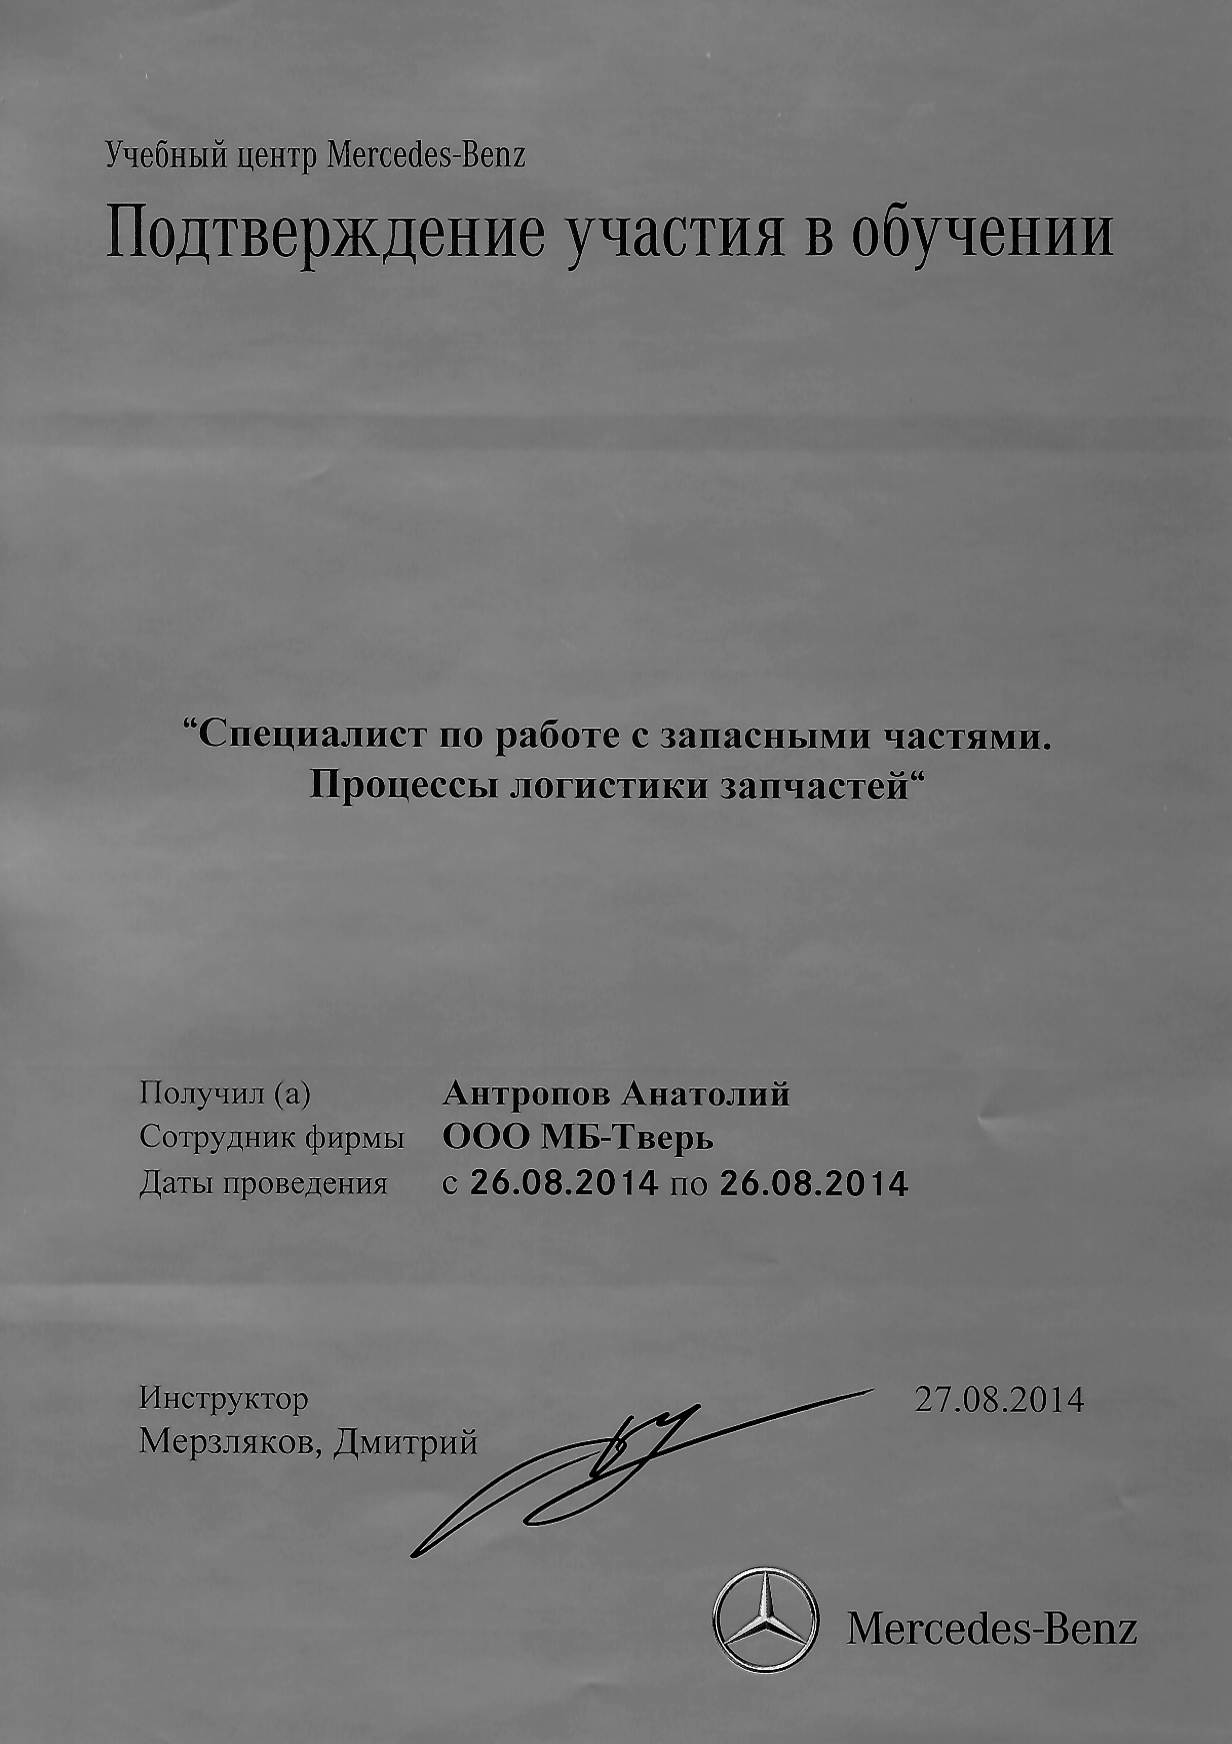 Учебный центр Mercedes-Benz
Подтверждение участия в обучении
“Специалист по работе с запасными частями.
Процессы логистики запчастей“
Получил (а) Антропов Анатолий
Сотрудник фирмы ООО МБ-Тверь
Даты проведения с 26.08.2014 по 26.08.2014
Инструктор 27.08.2014
Мерзляков, Дмитрий
Mercedes-Benz